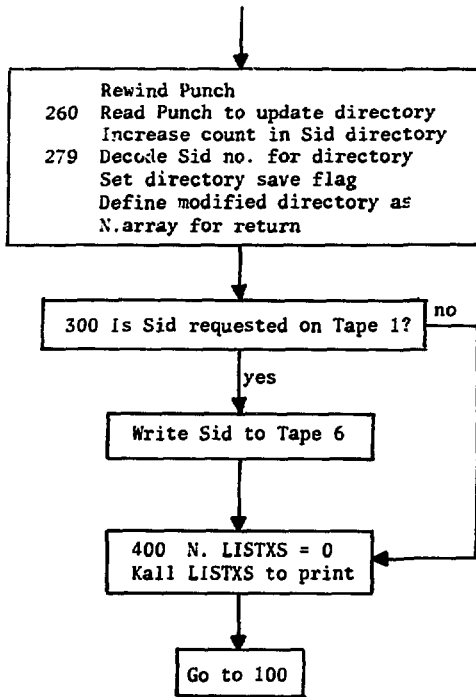 Rewind Punch
260 Read Punch to update directory
Increase count in Sid directory
279 Decode Sid no. for directory
Set directory save flag
Define modified directory as
N.array for return
300 Is Sid requested on Tape 1?
no
yes
Write Sid to Tape 6
400 N. LISTXS = 0
Kall LISTXS to print
Go to 100